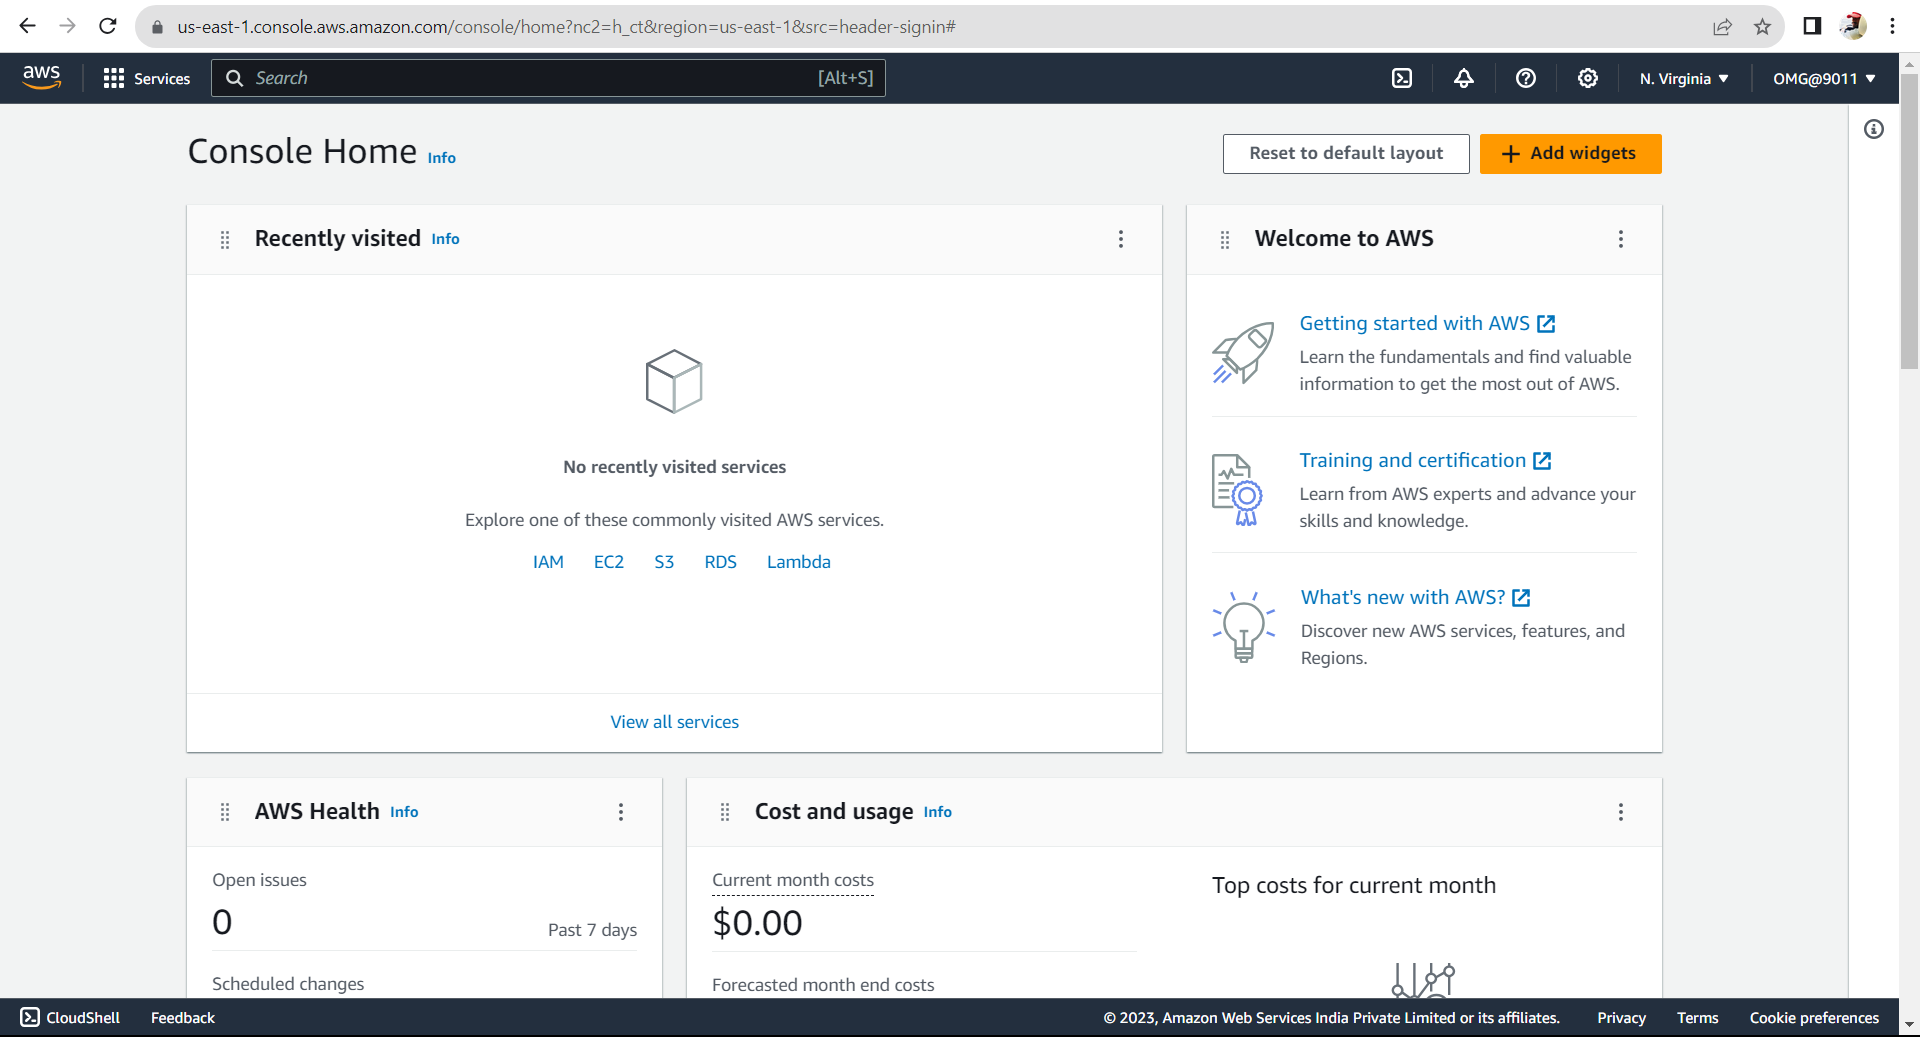 us-east-1.console.aws.amazon.com/console/home?nc2=h_ct&region=us-east-1&src=header-signin#
aws
Services
Search
[Alt+S]
N. Virginia
OMG@9011
Console Home Info
Reset to default layout
Add widgets
Recently visited Info
No recently visited services
Explore one of these commonly visited AWS services.
IAM EC2 S3 RDS Lambda
View all services
Welcome to AWS
Getting started with AWS
Learn the fundamentals and find valuable
information to get the most out of AWS.
Training and certification
Learn from AWS experts and advance your
skills and knowledge.
What's new with AWS?
Discover new AWS services, features, and
Regions.
AWS Health Info
Open issues
0
Past 7 days
Scheduled changes
Cost and usage Info
Current month costs
$0.00
Forecasted month end costs
Top costs for current month
CloudShell
Feedback
© 2023, Amazon Web Services India Private Limited or its affiliates.
Privacy
Terms
Cookie preferences